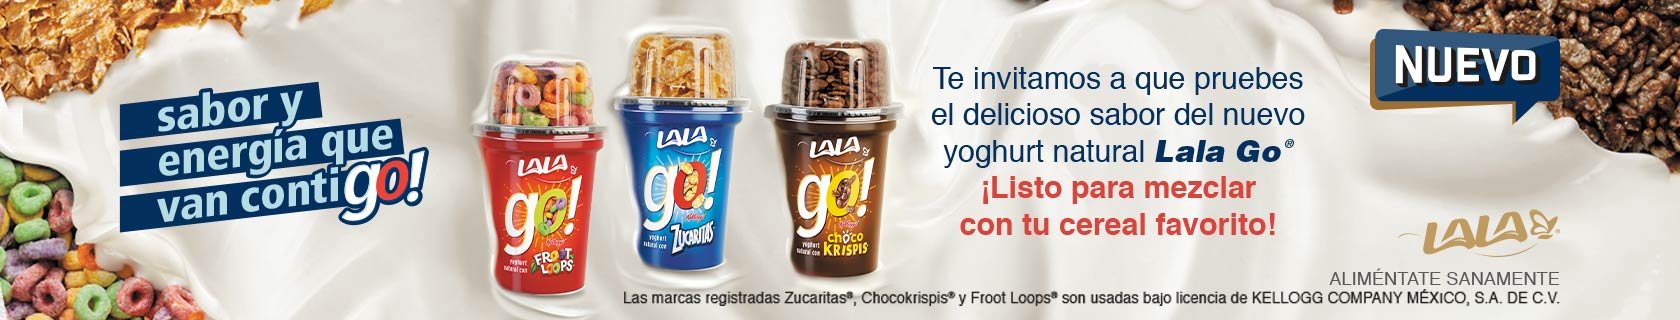 sabor y
energía que
van contigo!
LALA
go!
yoghurt
natural con
Kellogg's
FROOT
LOOPS
LALA
go!
yoghurt
natural con
Kellogg's
ZUCARITAS
LALA
go!
yoghurt
natural con
Kellogg's
choco
KRISPIS
Te invitamos a que pruebes
el delicioso sabor del nuevo
yoghurt natural Lala Go®
¡Listo para mezclar
con tu cereal favorito!
NUEVO
LALA®
ALIMÉNTATE SANAMENTE
Las marcas registradas Zucaritas®, Chocokrispis® y Froot Loops® son usadas bajo licencia de KELLOGG COMPANY MÉXICO, S.A. DE C.V.